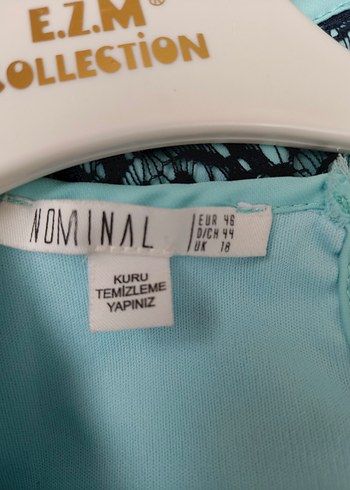 E.Z.M®
COLLECTION
NOMINAL
EUR 46
D/CH 44
UK 18
KURU
TEMİZLEME
YAPINIZ